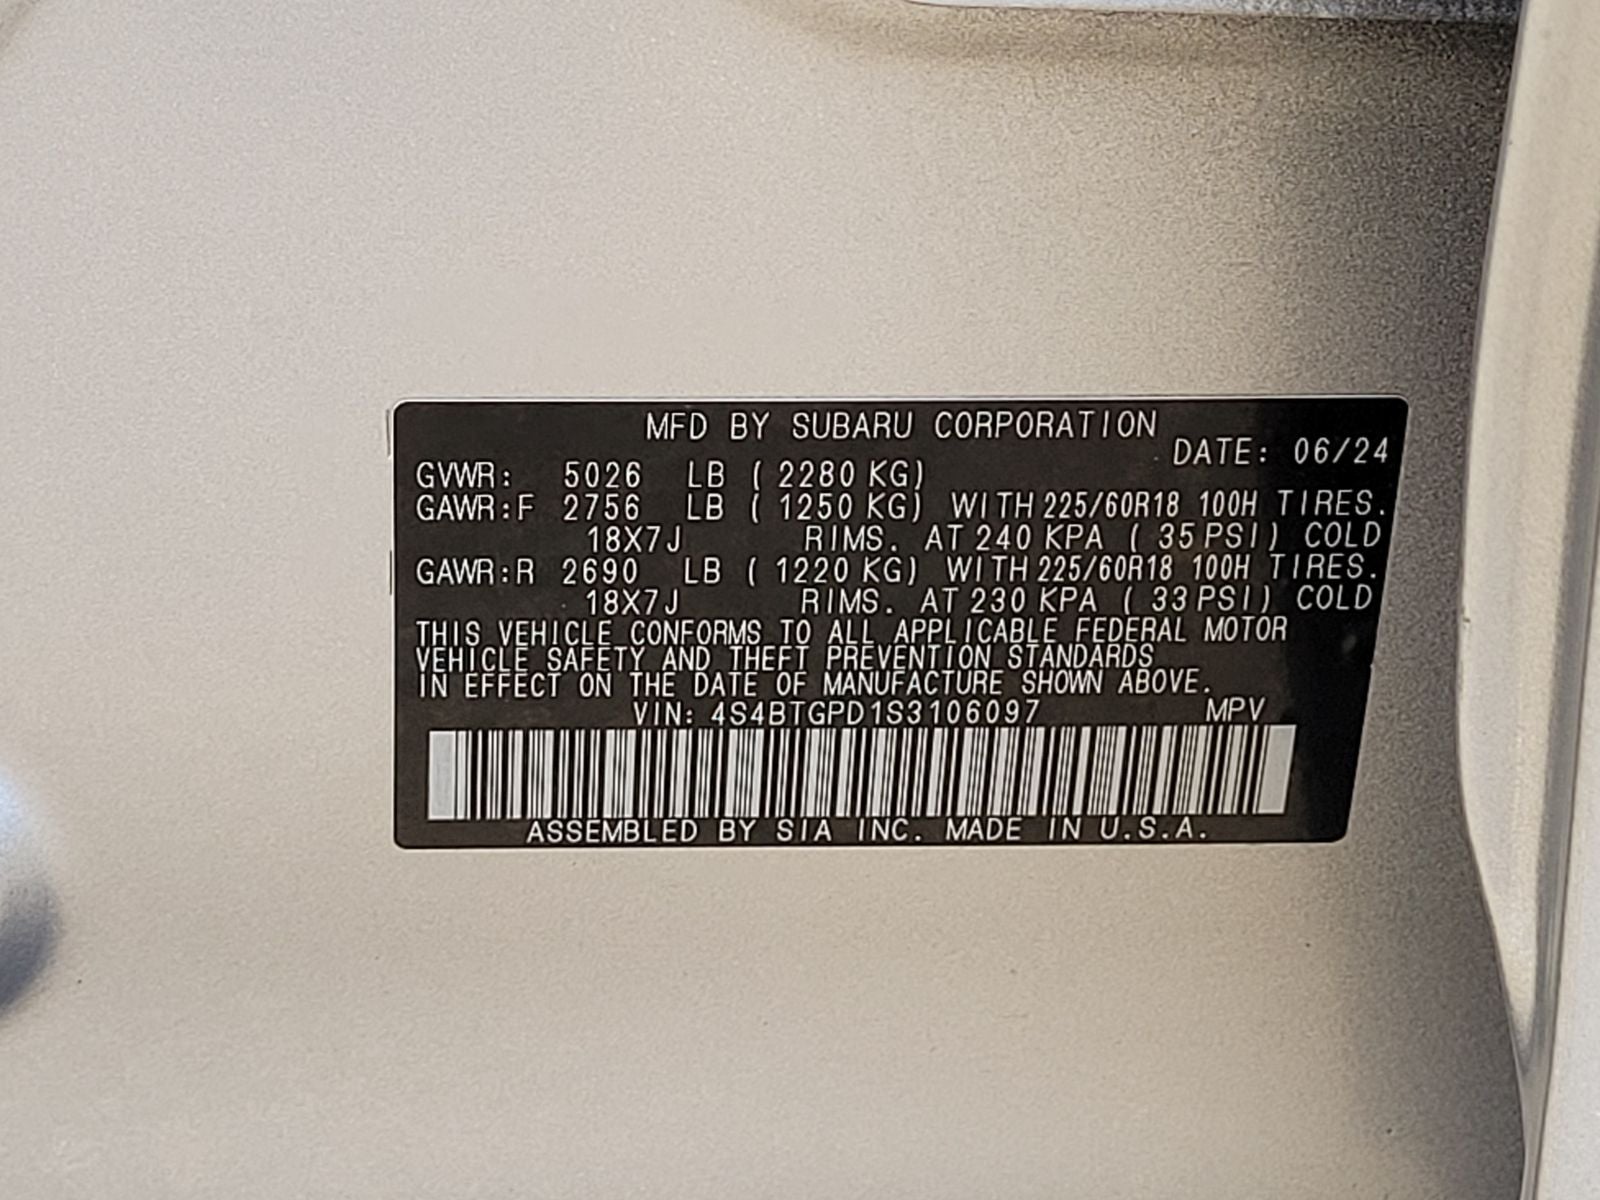 MFD BY SUBARU CORPORATION
DATE: 06/24
GVWR: 5026 LB ( 2280 KG)
GAWR:F 2756 LB ( 1250 KG) WITH 225/60R18 100H TIRES.
18X7J RIMS. AT 240 KPA ( 35 PSI) COLD
GAWR:R 2690 LB ( 1220 KG) WITH 225/60R18 100H TIRES.
18X7J RIMS. AT 230 KPA ( 33 PSI) COLD
THIS VEHICLE CONFORMS TO ALL APPLICABLE FEDERAL MOTOR
VEHICLE SAFETY AND THEFT PREVENTION STANDARDS
IN EFFECT ON THE DATE OF MANUFACTURE SHOWN ABOVE.
VIN: 4S4BTGPD1S3106097 MPV
ASSEMBLED BY SIA INC. MADE IN U.S.A.